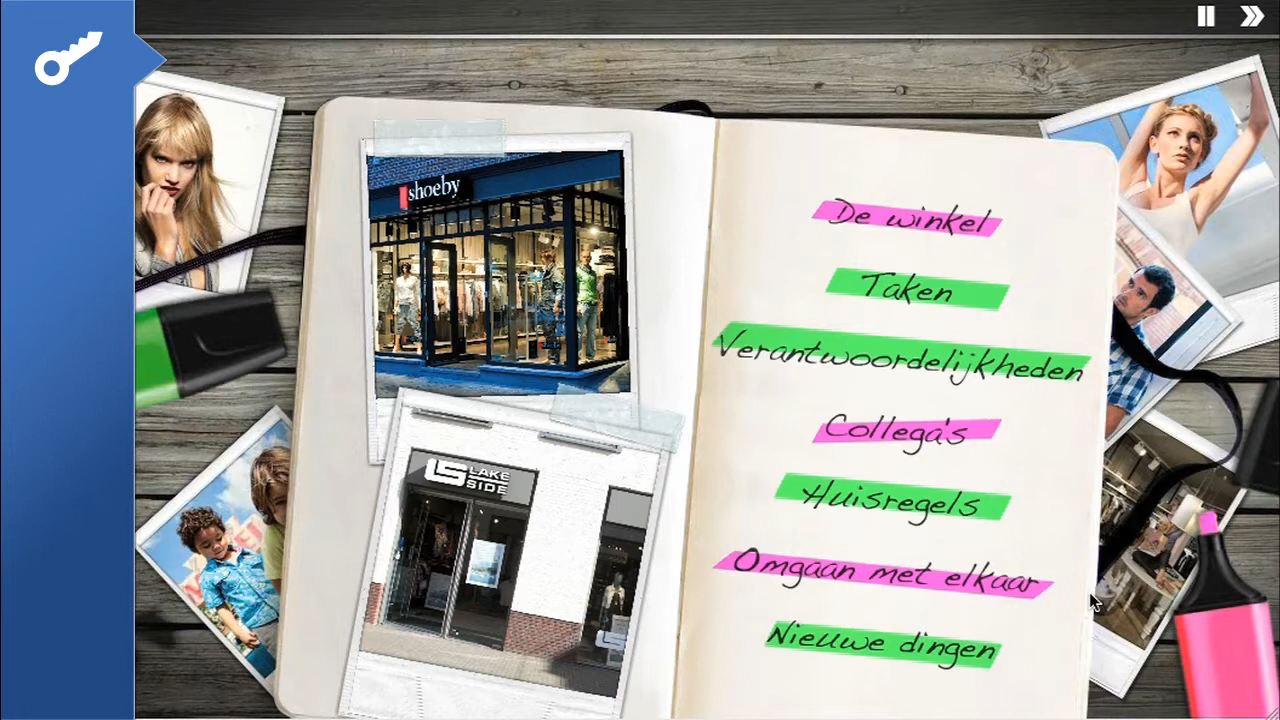 shoeby
LAKE
SIDE
De winkel
Taken
Verantwoordelijkheden
Collega's
Huisregels
Omgaan met elkaar
Nieuwe dingen